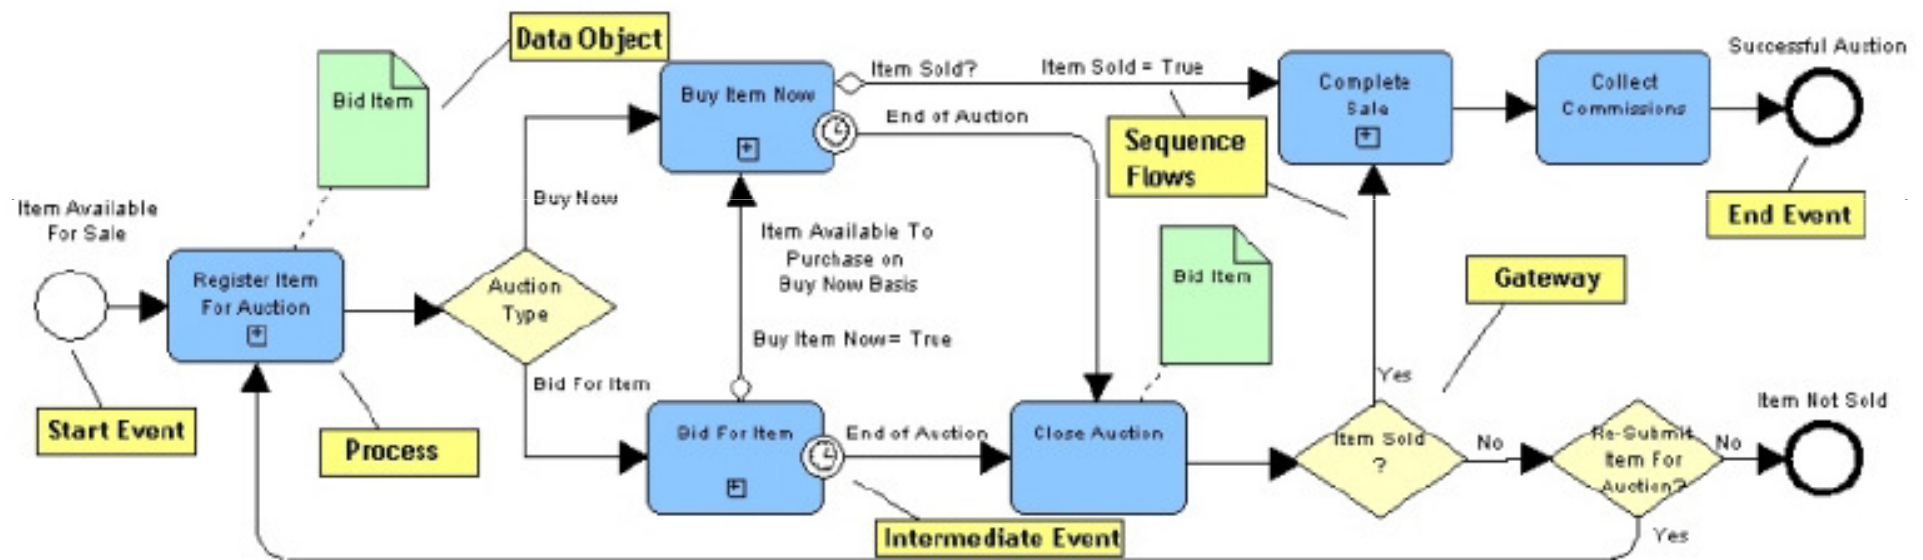 Data Object
Bid Item
Buy Item Now
Item Sold?
Item Sold = True
End of Auction
Complete
Sale
Collect
Commissions
Successful Auction
Sequence
Flows
End Event
Item Available
For Sale
Buy Now
Register Item
For Auction
Auction
Type
Item Available To
Purchase on
Buy Now Basis
Buy Item Now= True
Bid Item
Gateway
Bid For Item
Start Event
Process
Bid For Item
End of Auction
Close Auction
Intermediate Event
Yes
Item Sold
?
No
Re-Submit
Item For
Auction?
No
Item Not Sold
Yes